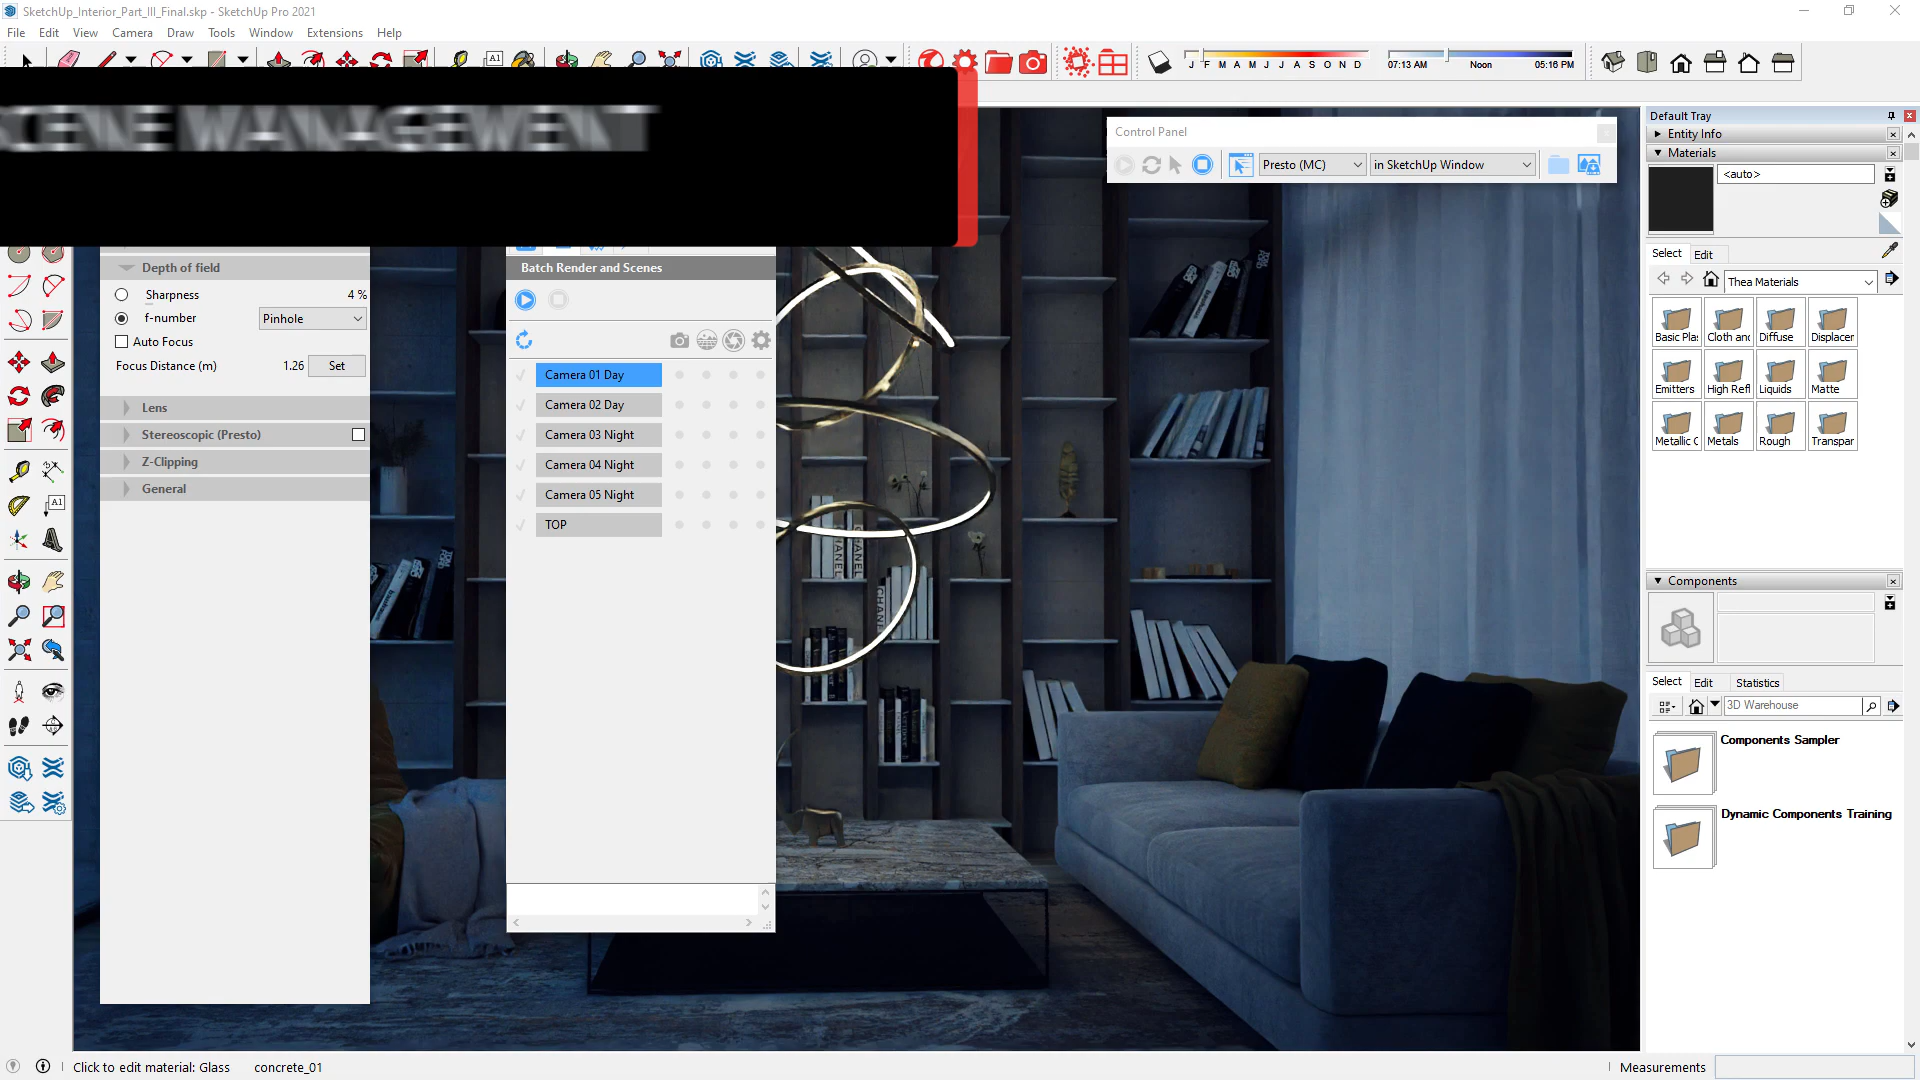 SketchUp_Interior_Part_III_Final.skp - SketchUp Pro 2021
File Edit View Camera Draw Tools Window Extensions Help
J F M A M J J A S O N D
07:13 AM Noon 05:16 PM
SCENE MANAGEMENT
Control Panel
Presto (MC) in SketchUp Window
Depth of field
Sharpness 4 %
f-number Pinhole
Auto Focus
Focus Distance (m) 1.26 Set
Lens
Stereoscopic (Presto)
Z-Clipping
General
Batch Render and Scenes
Camera 01 Day
Camera 02 Day
Camera 03 Night
Camera 04 Night
Camera 05 Night
TOP
Default Tray
Entity Info
Materials
<auto>
Select Edit
Thea Materials
Basic Pla Cloth and Diffuse Displacer
Emitters High Refl Liquids Matte
Metallic C Metals Rough Transpar
Components
Select Edit Statistics
3D Warehouse
Components Sampler
Dynamic Components Training
Click to edit material: Glass concrete_01
Measurements